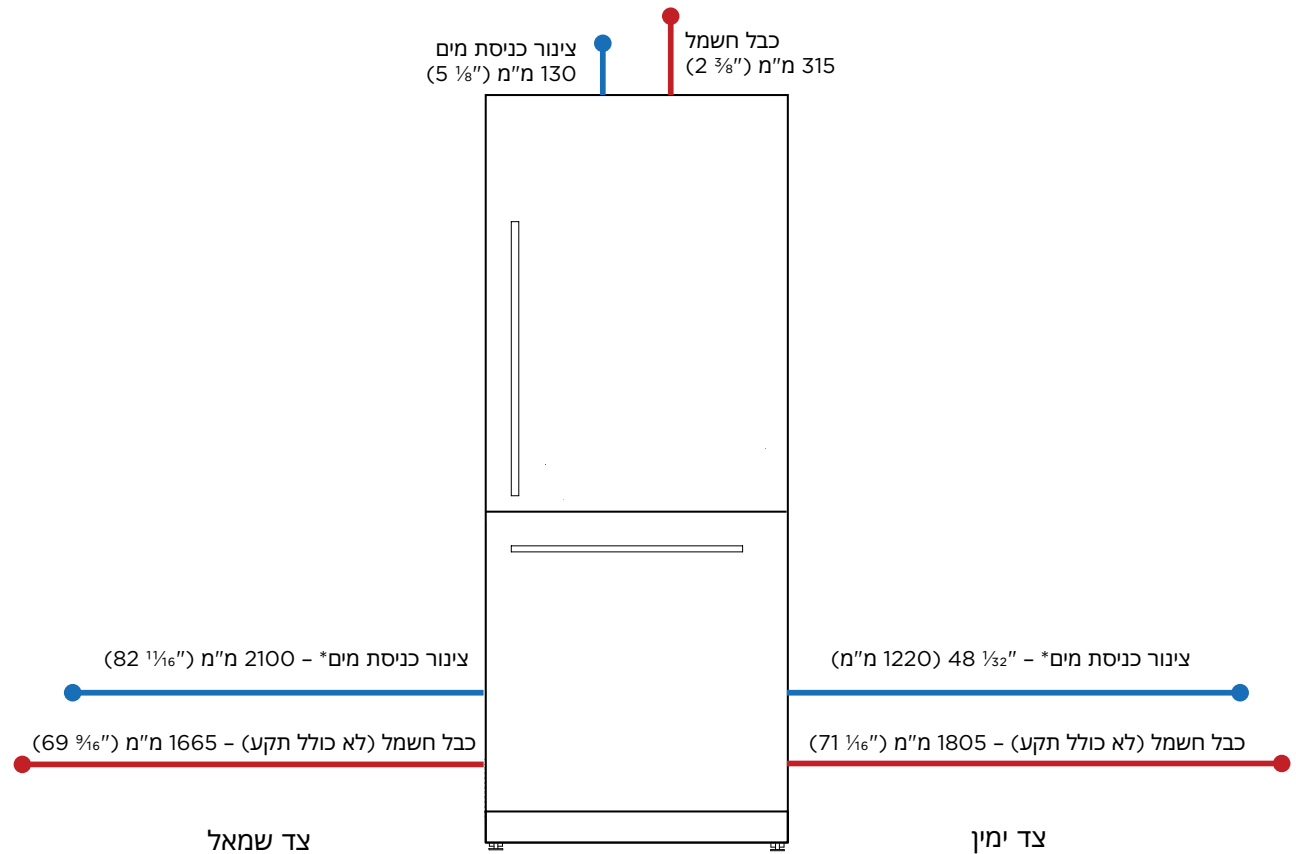 כבל חשמל
315 מ"מ (2 ⅜")
צינור כניסת מים
130 מ"מ (5 ⅛")
צינור כניסת מים* – 48 ¹⁄₃₂" (1220 מ"מ)
צינור כניסת מים* – 2100 מ"מ (82 ¹¹⁄₁₆")
כבל חשמל (לא כולל תקע) – 1805 מ"מ (71 ¹⁄₁₆")
כבל חשמל (לא כולל תקע) – 1665 מ"מ (69 ⁹⁄₁₆")
צד ימין
צד שמאל